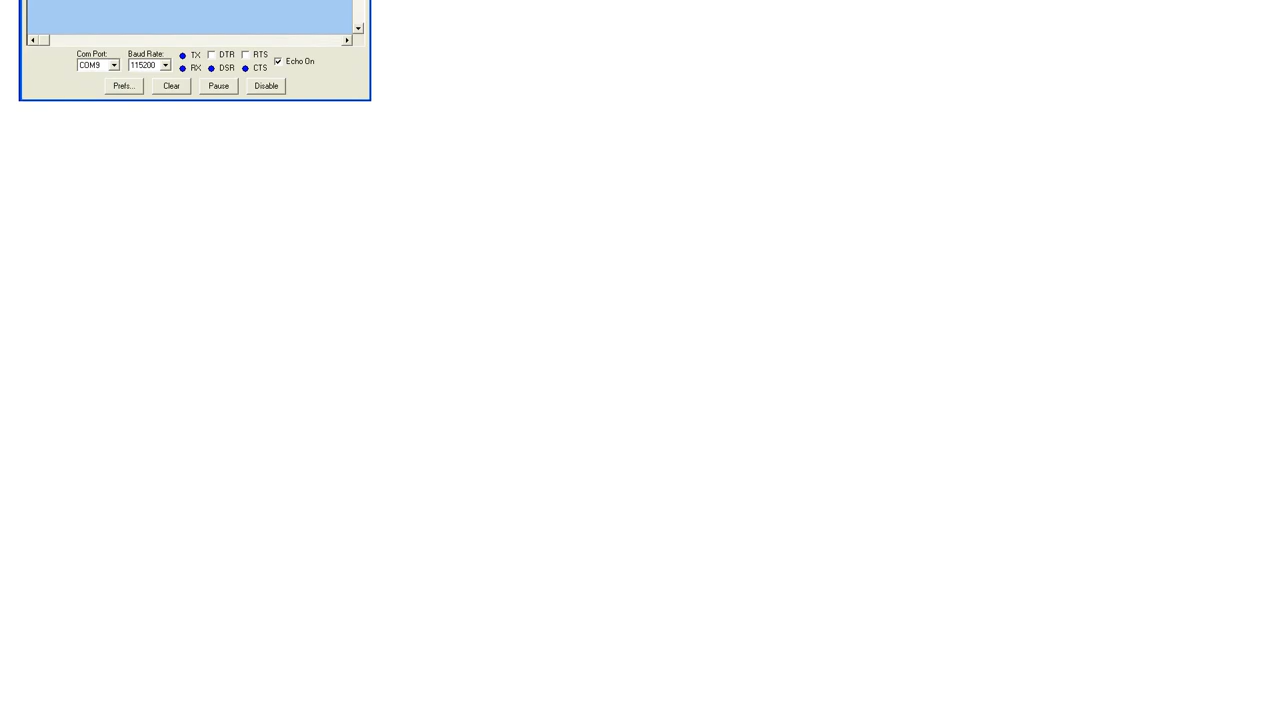 Com Port: Baud Rate: TX DTR RTS
COM9 115200 RX DSR CTS Echo On
Prefs... Clear Pause Disable